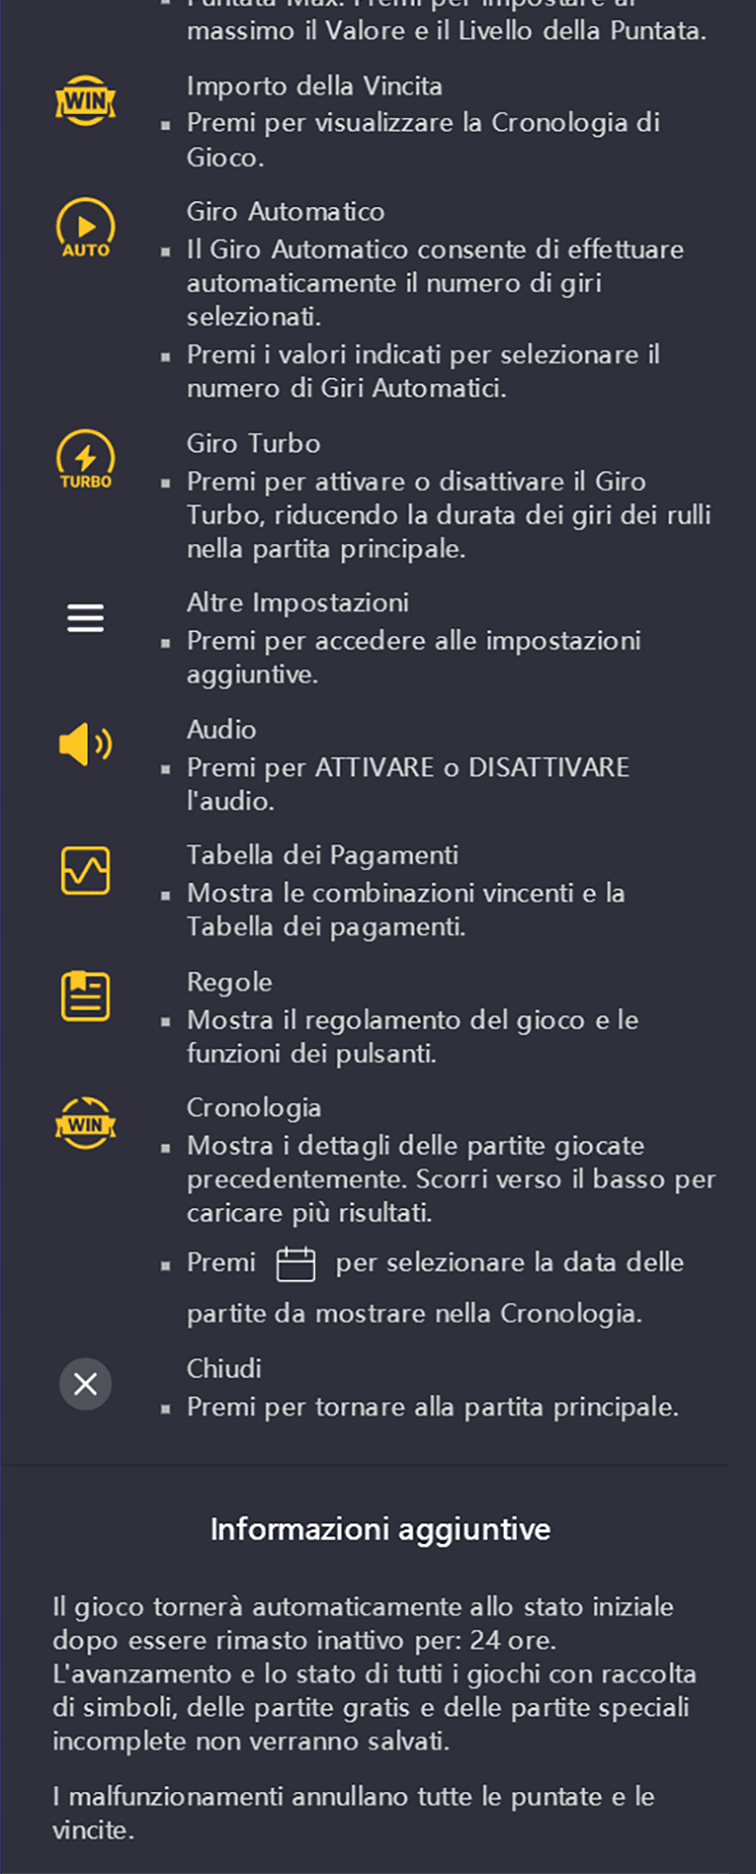 Puntata Max: Premi per impostare al
massimo il Valore e il Livello della Puntata.
WIN
Importo della Vincita
▪ Premi per visualizzare la Cronologia di
Gioco.
AUTO
Giro Automatico
▪ Il Giro Automatico consente di effettuare
automaticamente il numero di giri
selezionati.
▪ Premi i valori indicati per selezionare il
numero di Giri Automatici.
TURBO
Giro Turbo
▪ Premi per attivare o disattivare il Giro
Turbo, riducendo la durata dei giri dei rulli
nella partita principale.
Altre Impostazioni
▪ Premi per accedere alle impostazioni
aggiuntive.
Audio
▪ Premi per ATTIVARE o DISATTIVARE
l'audio.
Tabella dei Pagamenti
▪ Mostra le combinazioni vincenti e la
Tabella dei pagamenti.
Regole
▪ Mostra il regolamento del gioco e le
funzioni dei pulsanti.
WIN
Cronologia
▪ Mostra i dettagli delle partite giocate
precedentemente. Scorri verso il basso per
caricare più risultati.
▪ Premi per selezionare la data delle
partite da mostrare nella Cronologia.
Chiudi
▪ Premi per tornare alla partita principale.
Informazioni aggiuntive
Il gioco tornerà automaticamente allo stato iniziale
dopo essere rimasto inattivo per: 24 ore.
L'avanzamento e lo stato di tutti i giochi con raccolta
di simboli, delle partite gratis e delle partite speciali
incomplete non verranno salvati.
I malfunzionamenti annullano tutte le puntate e le
vincite.